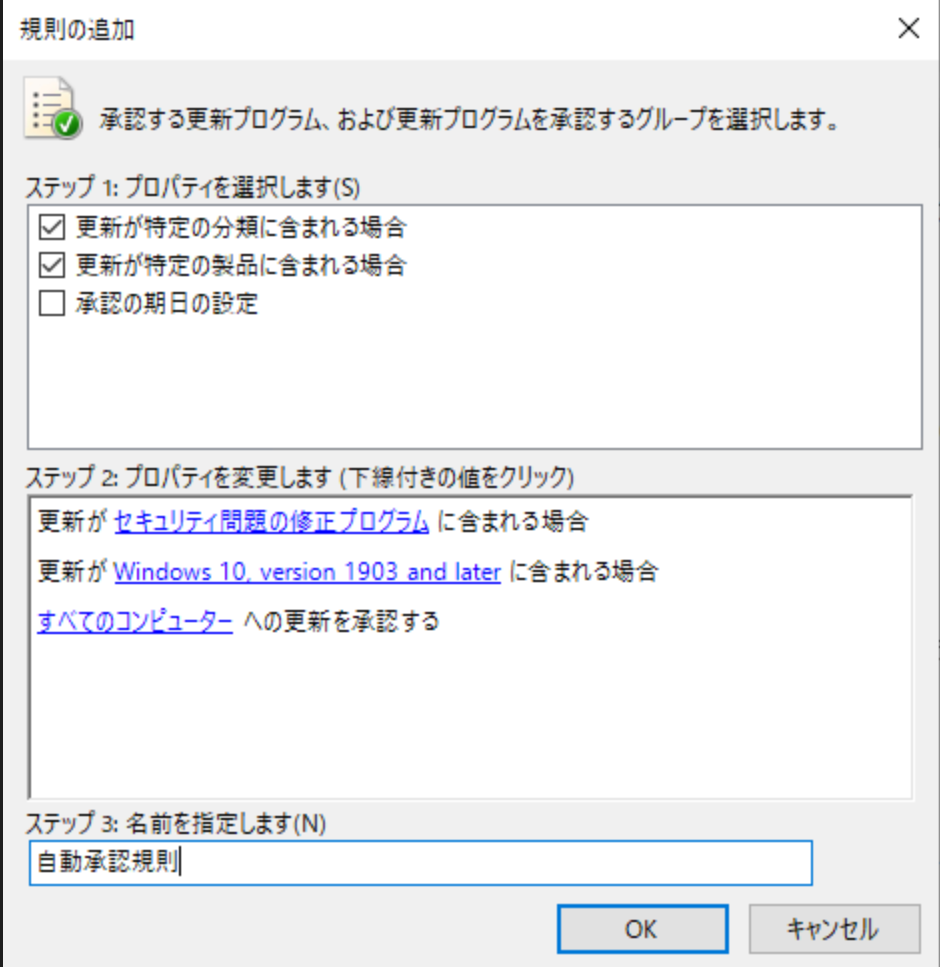 規則の追加
承認する更新プログラム、および更新プログラムを承認するグループを選択します。
ステップ 1: プロパティを選択します(S)
更新が特定の分類に含まれる場合
更新が特定の製品に含まれる場合
承認の期日の設定
ステップ 2: プロパティを変更します (下線付きの値をクリック)
更新が セキュリティ問題の修正プログラム に含まれる場合
更新が Windows 10, version 1903 and later に含まれる場合
すべてのコンピューター への更新を承認する
ステップ 3: 名前を指定します(N)
自動承認規則
OK キャンセル